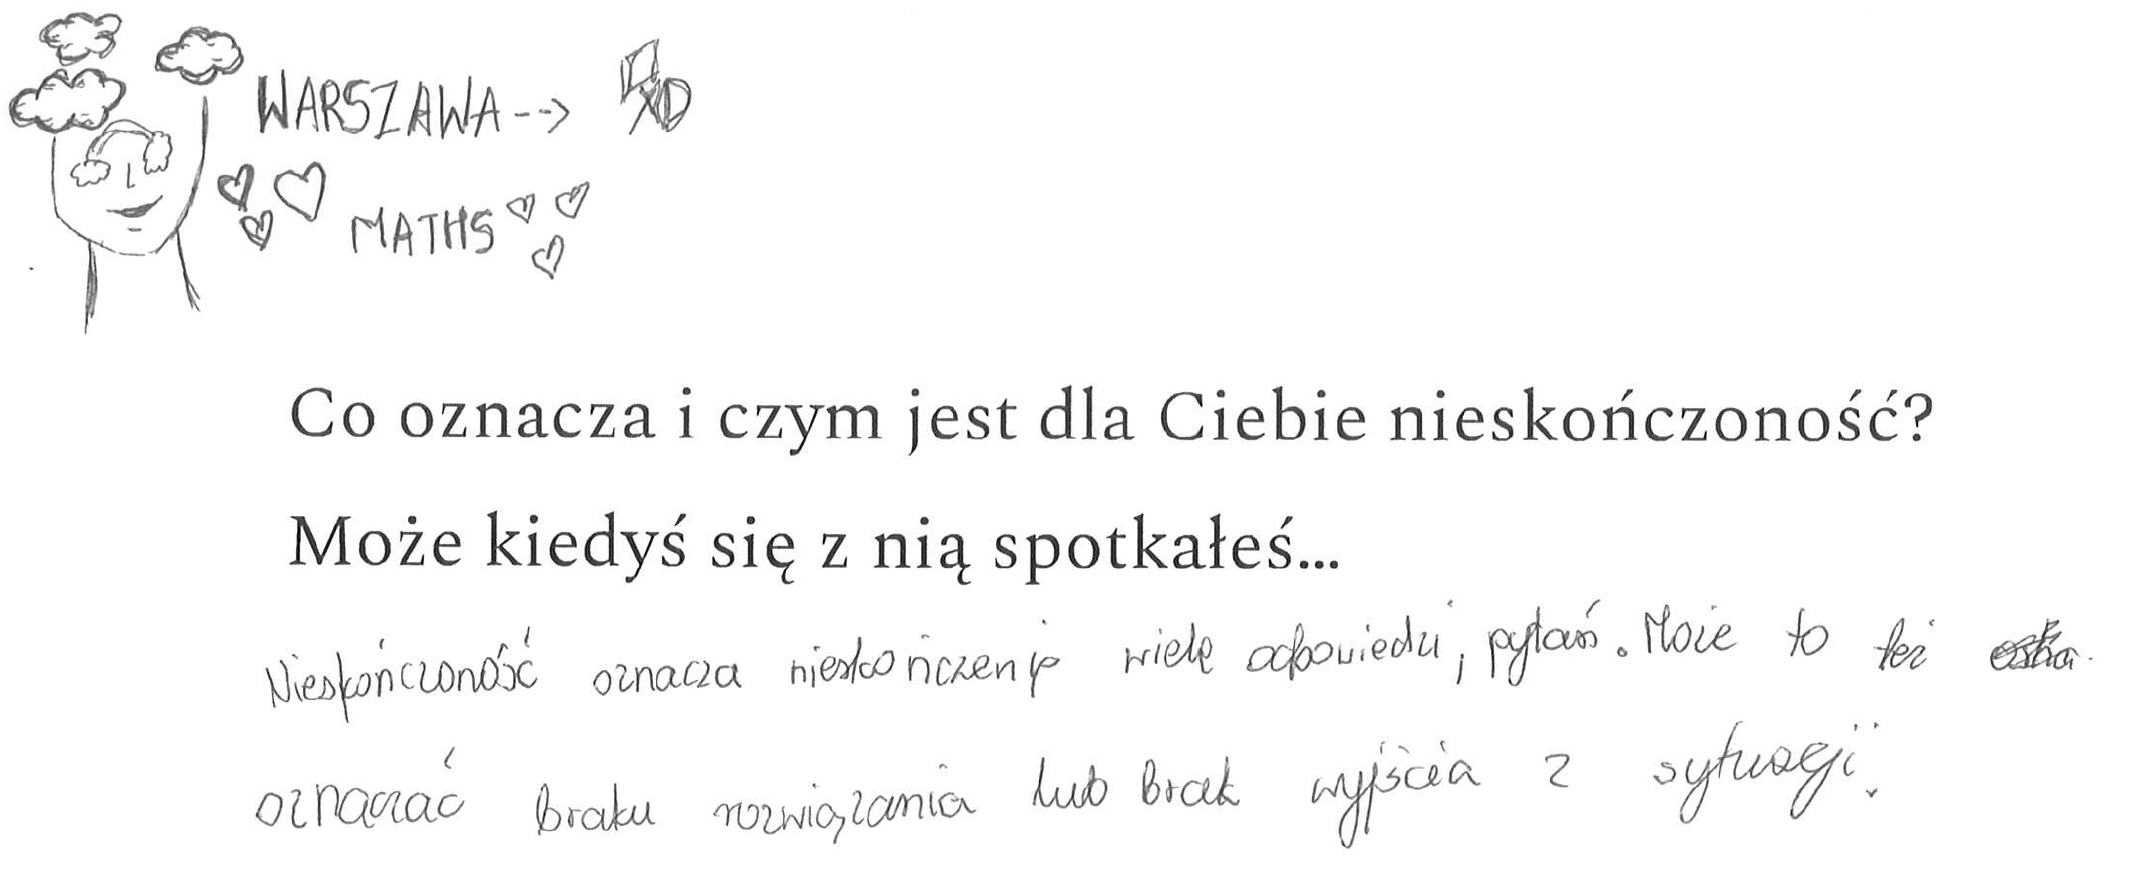 WARSZAWA-->
XD
MATHS
Co oznacza i czym jest dla Ciebie nieskończoność?
Może kiedyś się z nią spotkałeś...
Nieskończoność oznacza nieskończenie wiele odpowiedzi, pytań. Może to też
oznaczać braku rozwiązania lub brak wyjścia z sytuacji.